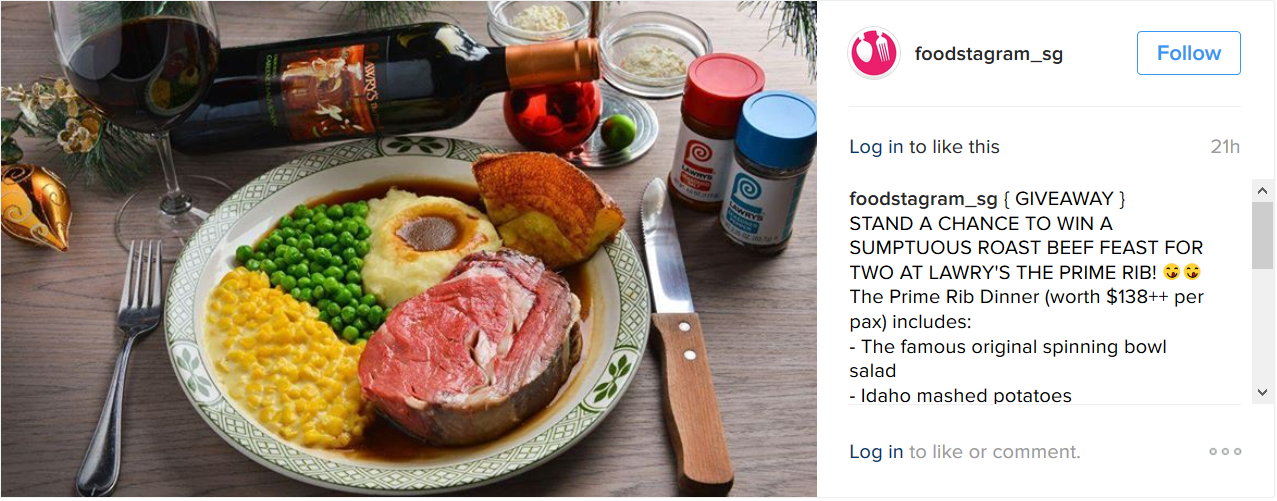 LAWRY'S
CABERNET SAUVIGNON
LAWRY'S
LAWRY'S
foodstagram_sg
Follow
Log in to like this
21h
foodstagram_sg { GIVEAWAY }
STAND A CHANCE TO WIN A
SUMPTUOUS ROAST BEEF FEAST FOR
TWO AT LAWRY'S THE PRIME RIB! 😋😋
The Prime Rib Dinner (worth $138++ per
pax) includes:
- The famous original spinning bowl
salad
- Idaho mashed potatoes
Log in to like or comment.